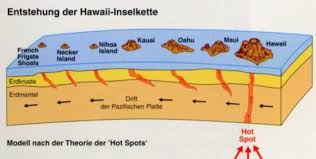 Entstehung der Hawaii-Inselkette
French
Frigate
Shoals
Necker
Island
Nihoa
Island
Kauai
Oahu
Maui
Hawaii
Erdkruste
Erdmantel
Drift
der Pazifischen Platte
Hot
Spot
Modell nach der Theorie der 'Hot Spots'